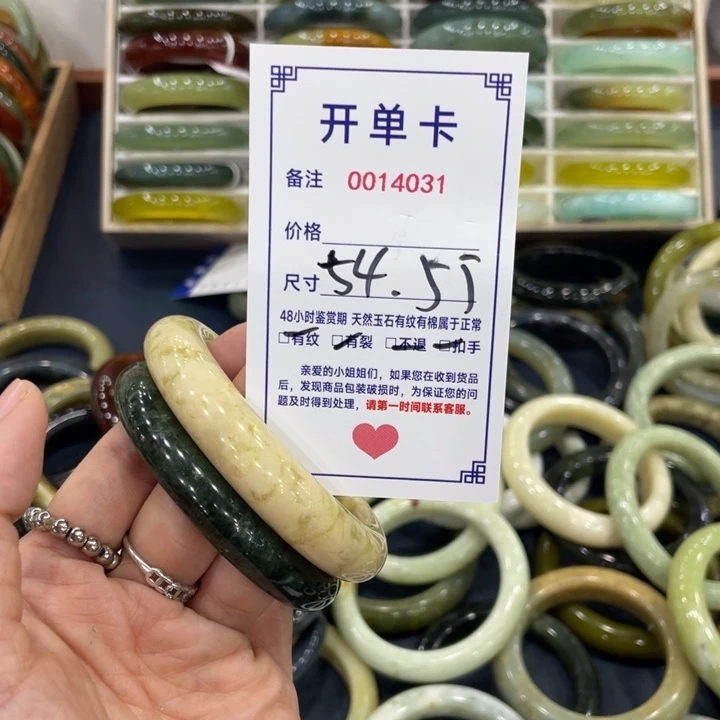 开单卡
备注 0014031
价格
尺寸 54.5
48小时鉴赏期 天然玉石有纹有棉属于正常
□有纹 □有裂 □不退 □扣手
亲爱的小姐姐们，如果您在收到货品
后，发现商品包装破损时，为保证您的问
题及时得到处理，请第一时间联系客服。